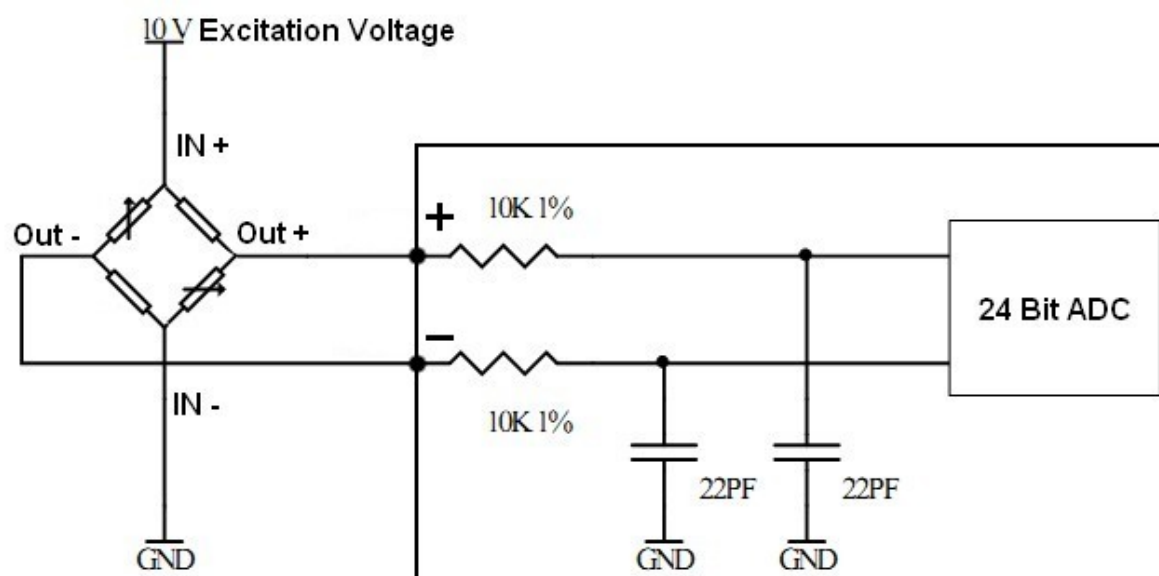 10 V Excitation Voltage
IN +
Out -
Out +
+
10K 1%
24 Bit ADC
−
IN -
10K 1%
22PF
22PF
GND
GND
GND